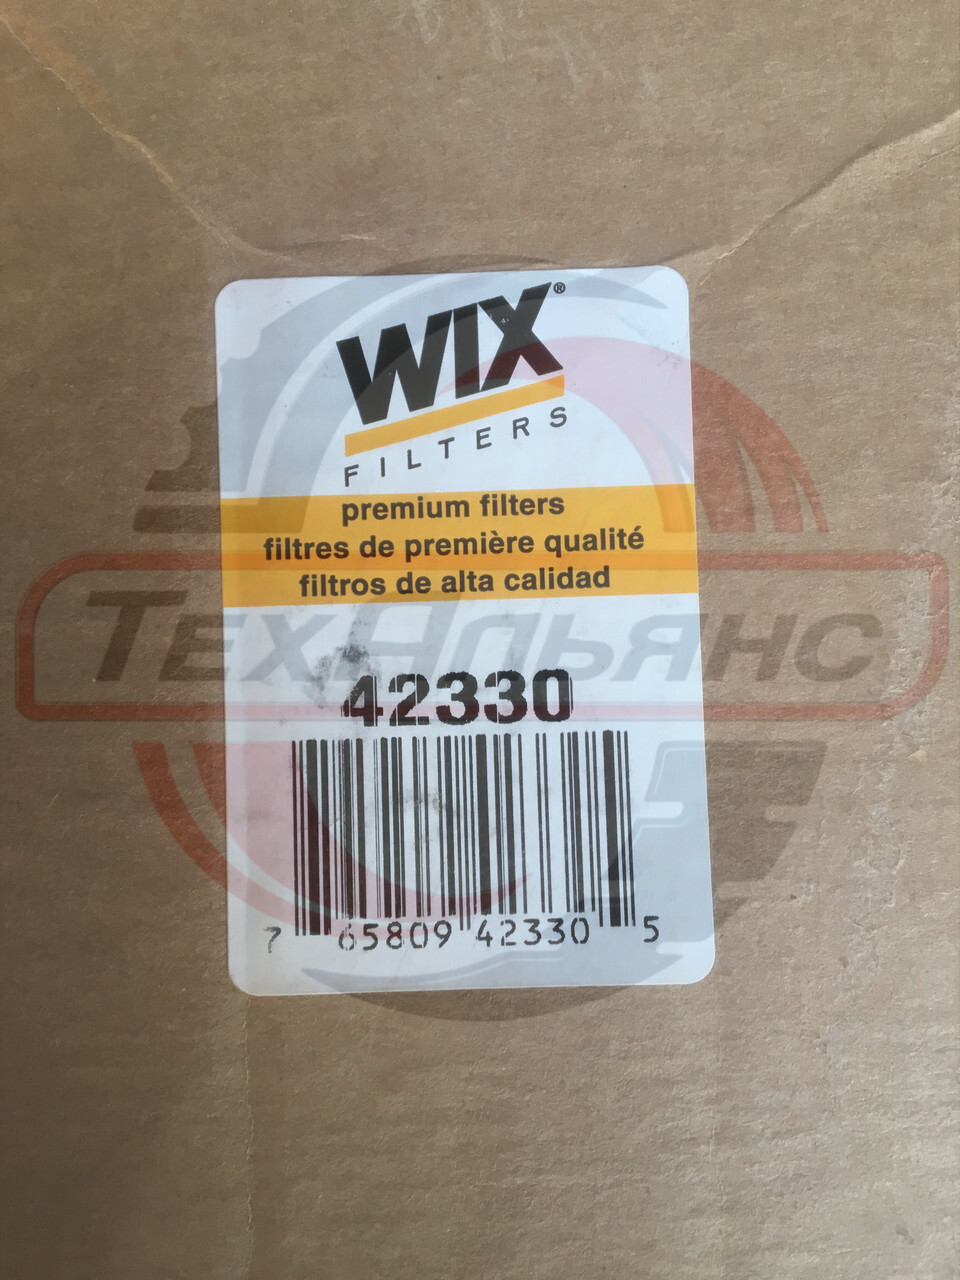 WIX®
FILTERS
premium filters
filtres de première qualité
filtros de alta calidad
ТехАльянс
42330
7 65809 42330 5